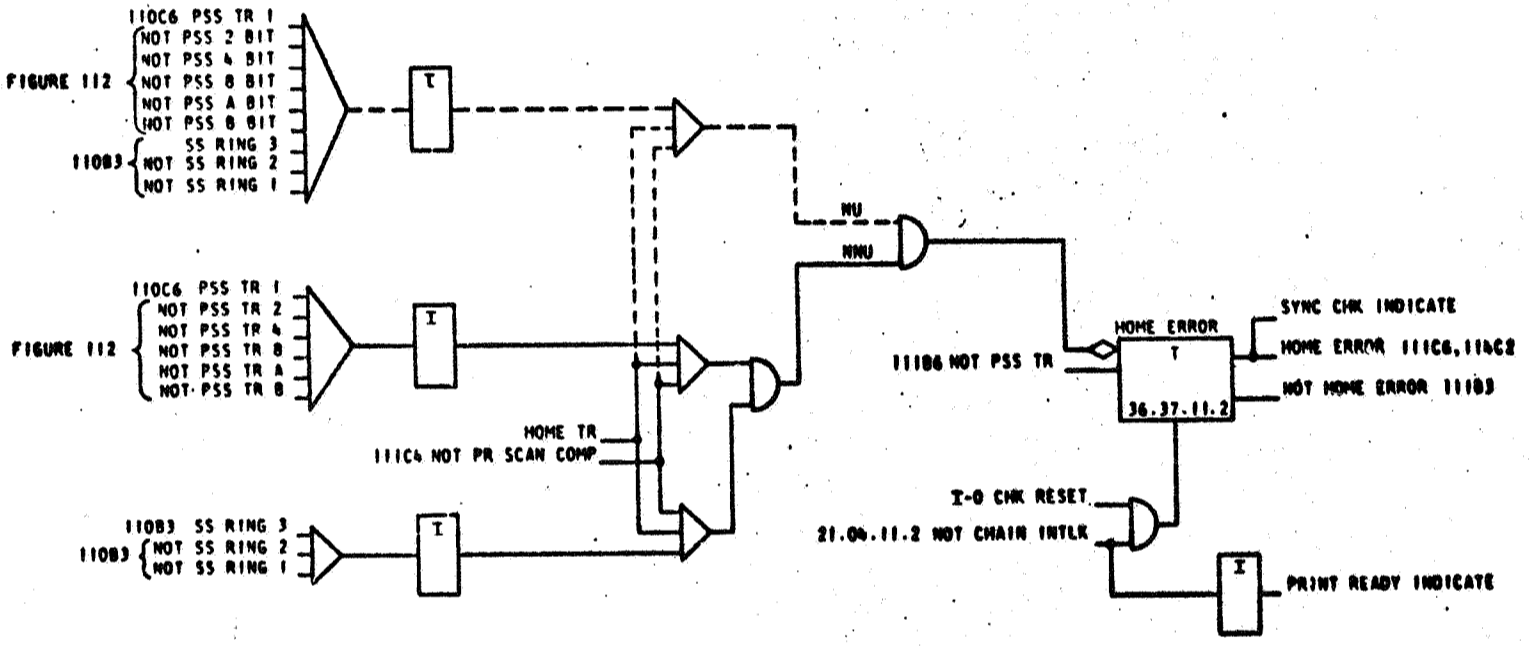 110C6 PSS TR 1
NOT PSS 2 BIT
NOT PSS 4 BIT
FIGURE 112
NOT PSS 8 BIT
NOT PSS A BIT
NOT PSS B BIT
SS RING 3
110B3
NOT SS RING 2
NOT SS RING 1
I
NU
NNU
110C6 PSS TR 1
NOT PSS TR 2
NOT PSS TR 4
FIGURE 112
NOT PSS TR 8
NOT PSS TR A
NOT PSS TR B
I
HOME TR
111C4 NOT PR SCAN COMP
110B3 SS RING 3
110B3
NOT SS RING 2
NOT SS RING 1
I
HOME ERROR
T
36.37.11.2
111B6 NOT PSS TR
SYNC CHK INDICATE
HOME ERROR 111C6,114C2
NOT HOME ERROR 111B3
I-O CHK RESET
21.04.11.2 NOT CHAIN INTLK
I
PRINT READY INDICATE